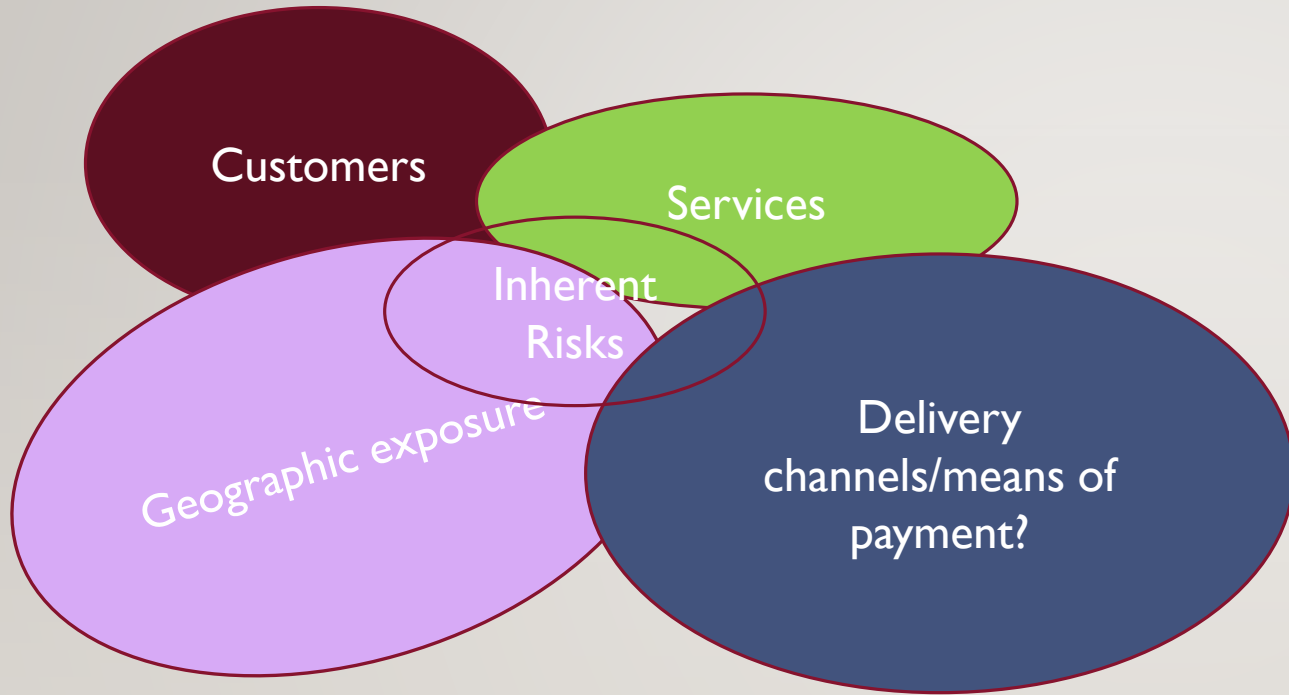 Customers
Services
Inherent
Risks
Geographic exposure
Delivery
channels/means of
payment?